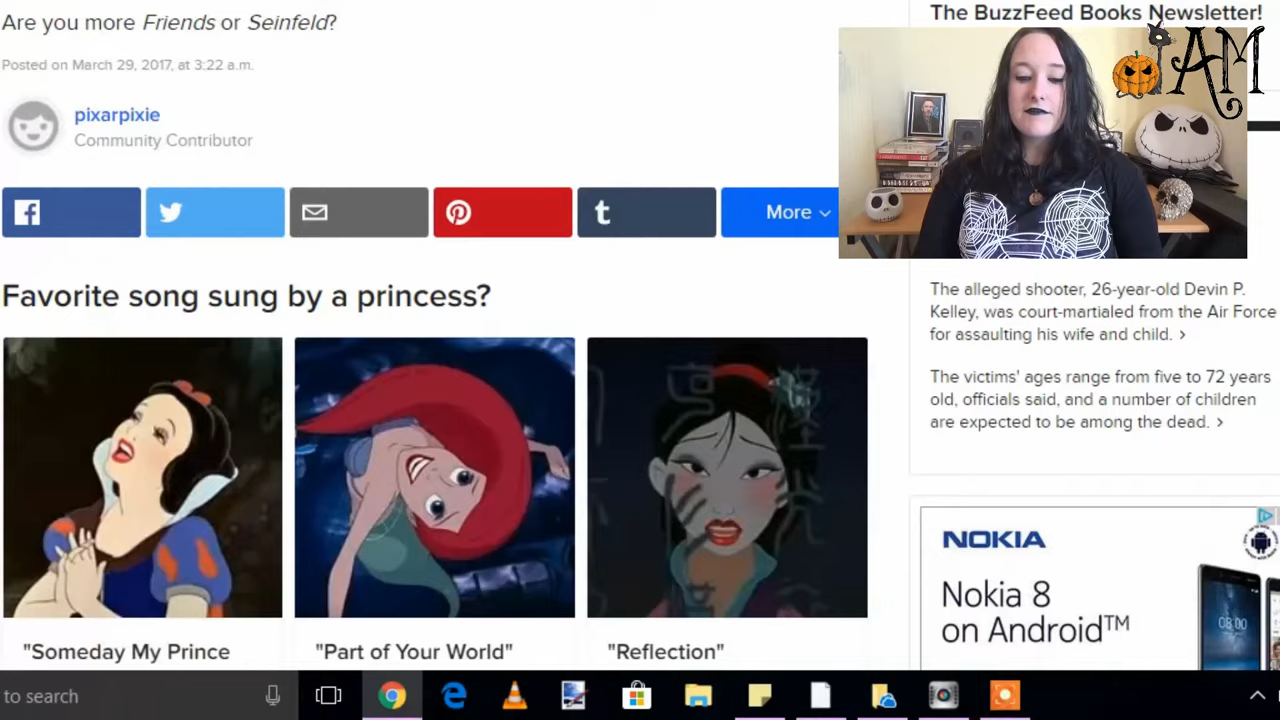 Are you more Friends or Seinfeld?
Posted on March 29, 2017, at 3:22 a.m.
pixarpixie
Community Contributor
More
Favorite song sung by a princess?
"Someday My Prince
"Part of Your World"
"Reflection"
The BuzzFeed Books Newsletter!
AM
The alleged shooter, 26-year-old Devin P.
Kelley, was court-martialed from the Air Force
for assaulting his wife and child. >
The victims' ages range from five to 72 years
old, officials said, and a number of children
are expected to be among the dead. >
NOKIA
Nokia 8
on Android™
08:00
to search